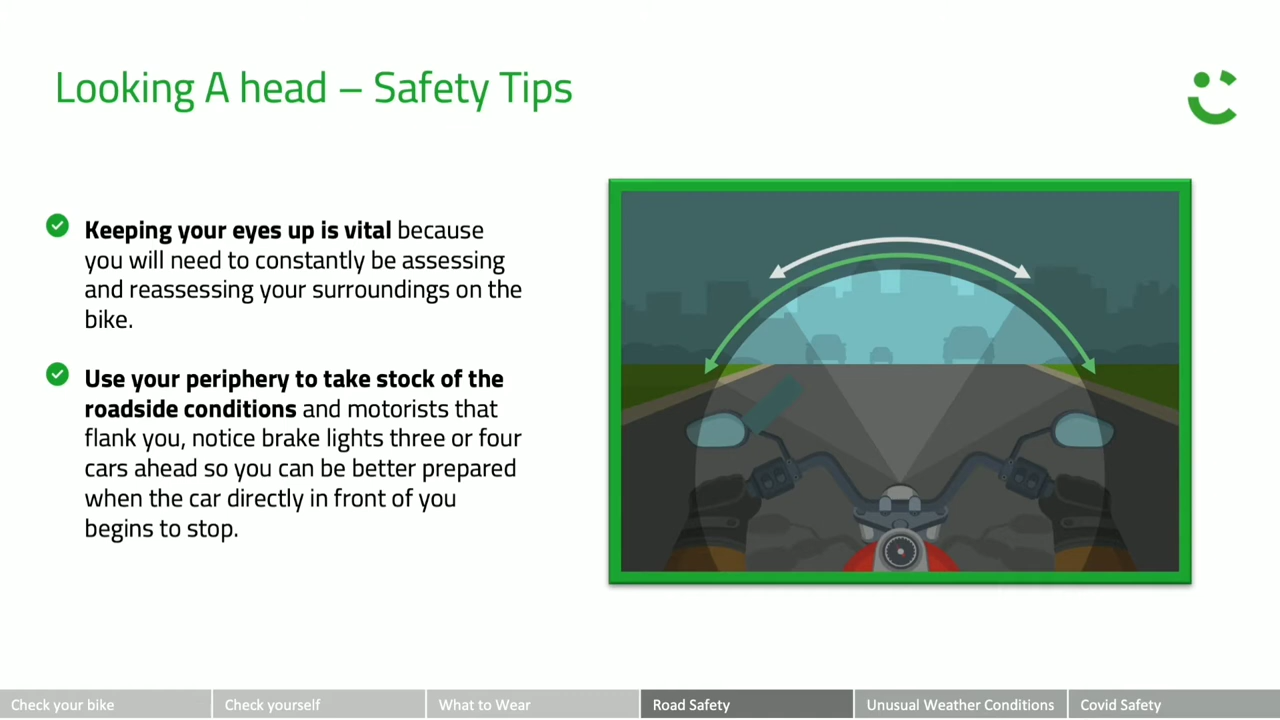 Looking A head – Safety Tips
Keeping your eyes up is vital because
you will need to constantly be assessing
and reassessing your surroundings on the
bike.
Use your periphery to take stock of the
roadside conditions and motorists that
flank you, notice brake lights three or four
cars ahead so you can be better prepared
when the car directly in front of you
begins to stop.
Check your bike
Check yourself
What to Wear
Road Safety
Unusual Weather Conditions
Covid Safety